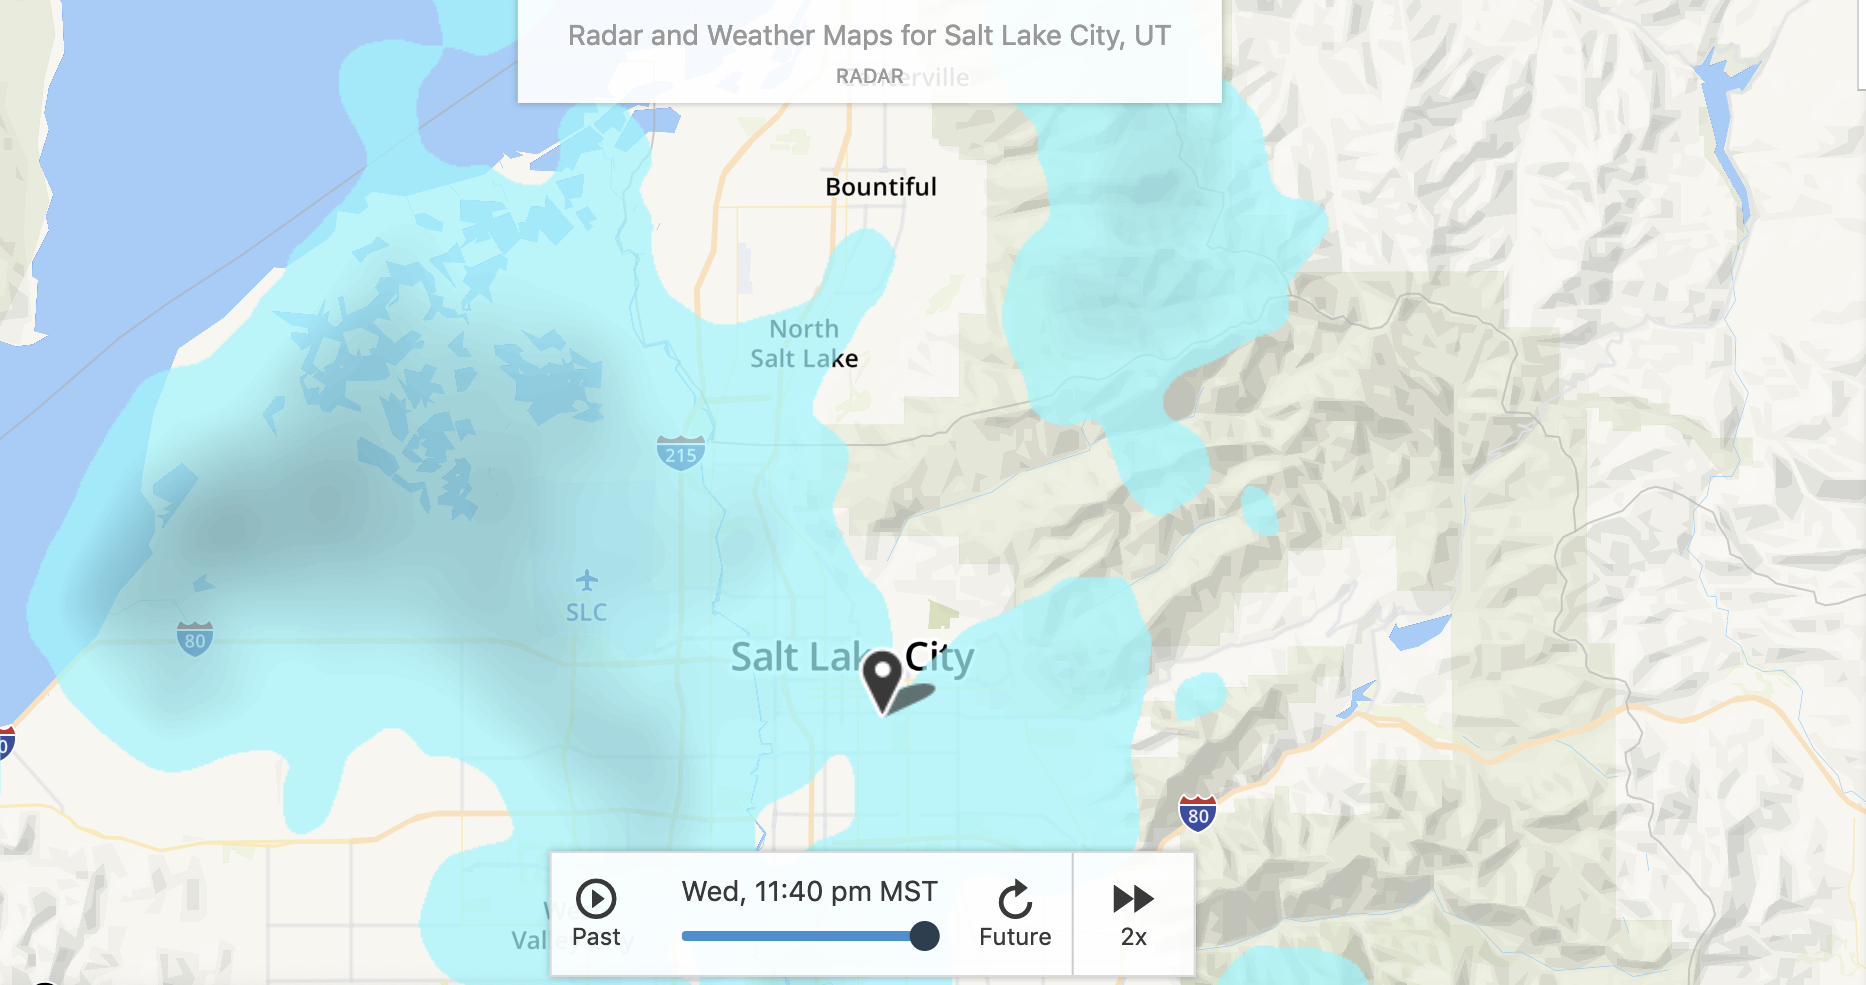 Radar and Weather Maps for Salt Lake City, UT
RADAR
Bountiful
North
Salt Lake
215
SLC
80
Salt Lake City
80
Wed, 11:40 pm MST
Past
Future
2x